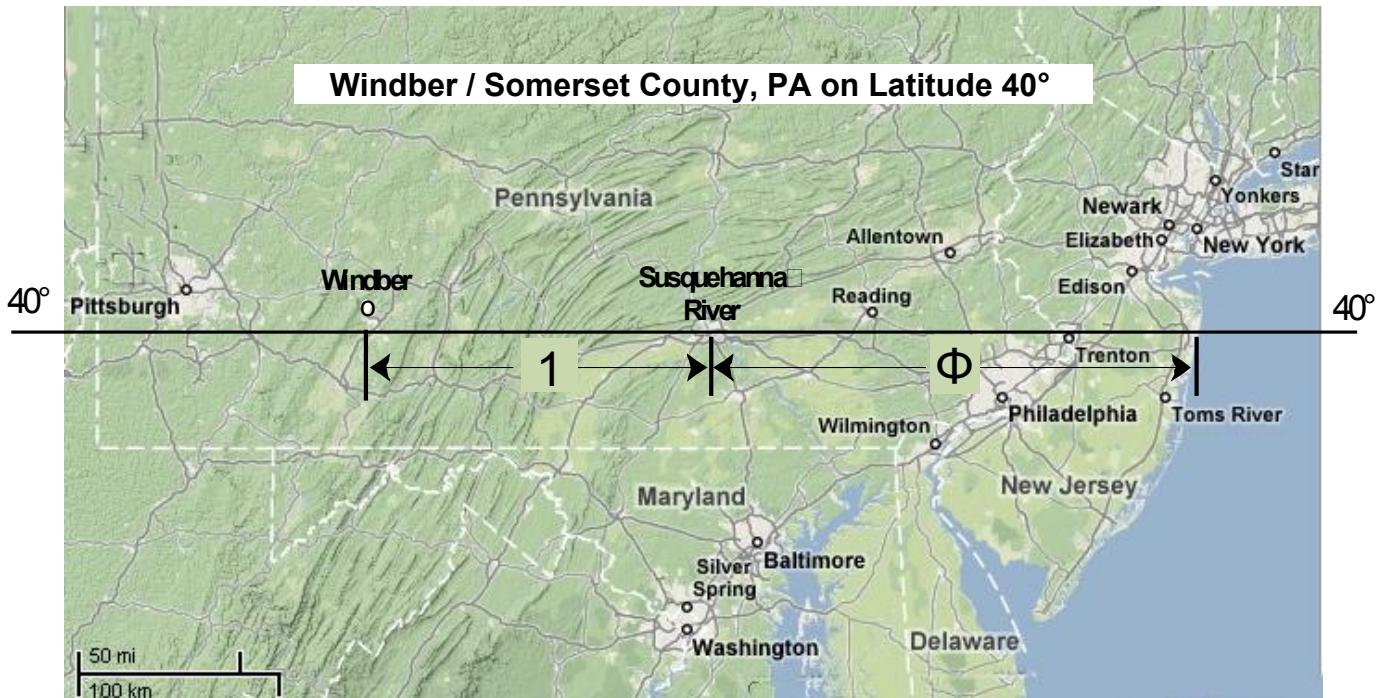 Windber / Somerset County, PA on Latitude 40°
Star
Pennsylvania
Yonkers
Newark
Allentown
Elizabeth
New York
Windber
Susquehanna□
River
Edison
Reading
40°
Pittsburgh
40°
Trenton
1
Φ
Philadelphia
Toms River
Wilmington
Maryland
New Jersey
Baltimore
Silver
Spring
Washington
Delaware
50 mi
100 km